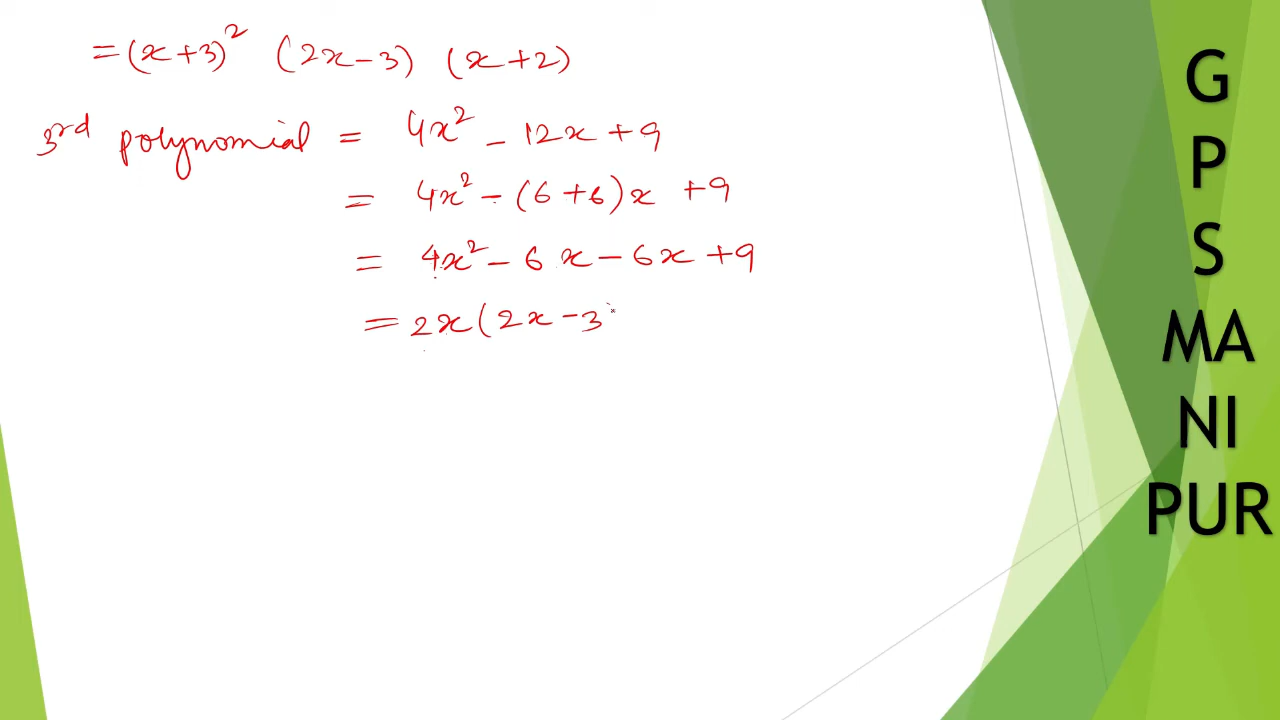 = (x+3)² (2x-3) (x+2)
3rd polynomial = 4x² - 12x + 9
= 4x² - (6+6)x + 9
= 4x² - 6x - 6x + 9
= 2x(2x-3
G
P
S
MA
NI
PUR